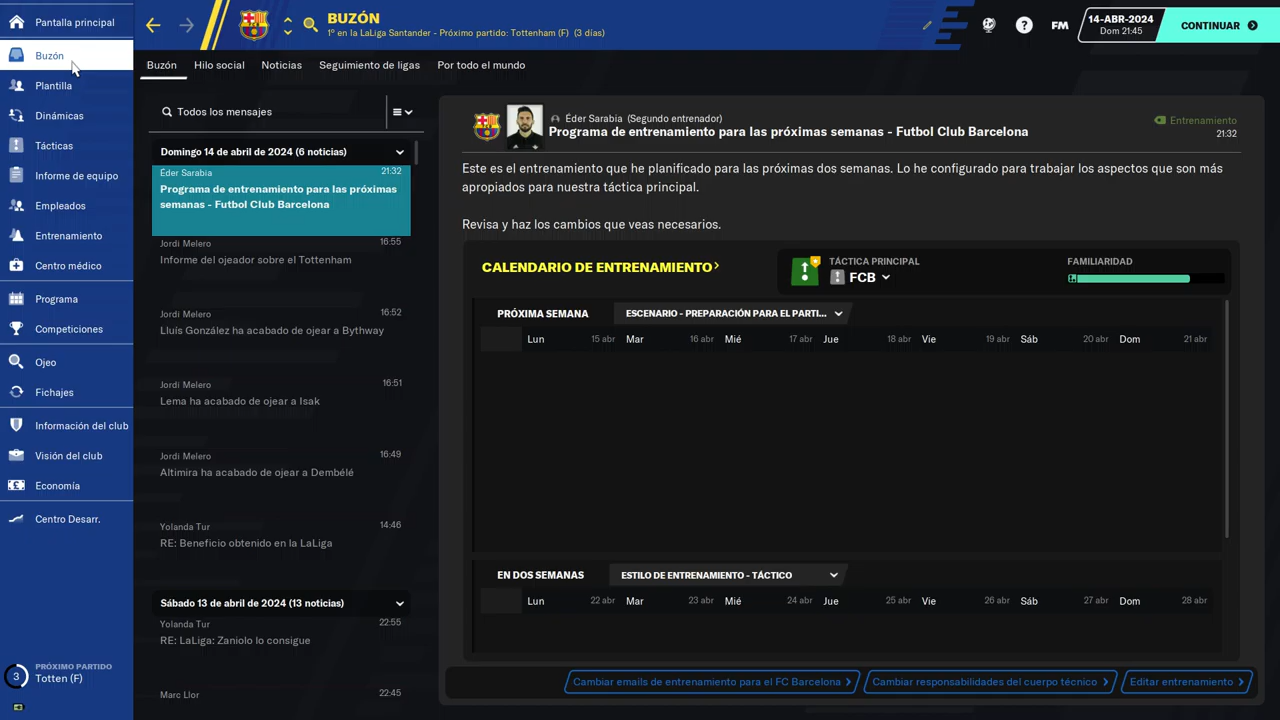 Pantalla principal
Buzón
Plantilla
Dinámicas
Tácticas
Informe de equipo
Empleados
Entrenamiento
Centro médico
Programa
Competiciones
Ojeo
Fichajes
Información del club
Visión del club
Economía
Centro Desarr.
3
PRÓXIMO PARTIDO
Totten (F)
BUZÓN
1º en la LaLiga Santander - Próximo partido: Tottenham (F) (3 días)
FM
14-ABR-2024
Dom 21:45
CONTINUAR
Buzón Hilo social Noticias Seguimiento de ligas Por todo el mundo
Todos los mensajes
Domingo 14 de abril de 2024 (6 noticias)
Éder Sarabia 21:32
Programa de entrenamiento para las próximas
semanas - Futbol Club Barcelona
Jordi Melero 16:55
Informe del ojeador sobre el Tottenham
Jordi Melero 16:52
Lluís González ha acabado de ojear a Bythway
Jordi Melero 16:51
Lema ha acabado de ojear a Isak
Jordi Melero 16:49
Altimira ha acabado de ojear a Dembélé
Yolanda Tur 14:46
RE: Beneficio obtenido en la LaLiga
Sábado 13 de abril de 2024 (13 noticias)
Yolanda Tur 22:55
RE: LaLiga: Zaniolo lo consigue
Marc Llor 22:45
Éder Sarabia (Segundo entrenador)
Programa de entrenamiento para las próximas semanas - Futbol Club Barcelona
Entrenamiento
21:32
Este es el entrenamiento que he planificado para las próximas dos semanas. Lo he configurado para trabajar los aspectos que son más
apropiados para nuestra táctica principal.
Revisa y haz los cambios que veas necesarios.
CALENDARIO DE ENTRENAMIENTO
TÁCTICA PRINCIPAL
FCB
FAMILIARIDAD
PRÓXIMA SEMANA ESCENARIO - PREPARACIÓN PARA EL PARTI...
Lun 15 abr Mar 16 abr Mié 17 abr Jue 18 abr Vie 19 abr Sáb 20 abr Dom 21 abr
EN DOS SEMANAS ESTILO DE ENTRENAMIENTO - TÁCTICO
Lun 22 abr Mar 23 abr Mié 24 abr Jue 25 abr Vie 26 abr Sáb 27 abr Dom 28 abr
Cambiar emails de entrenamiento para el FC Barcelona Cambiar responsabilidades del cuerpo técnico Editar entrenamiento